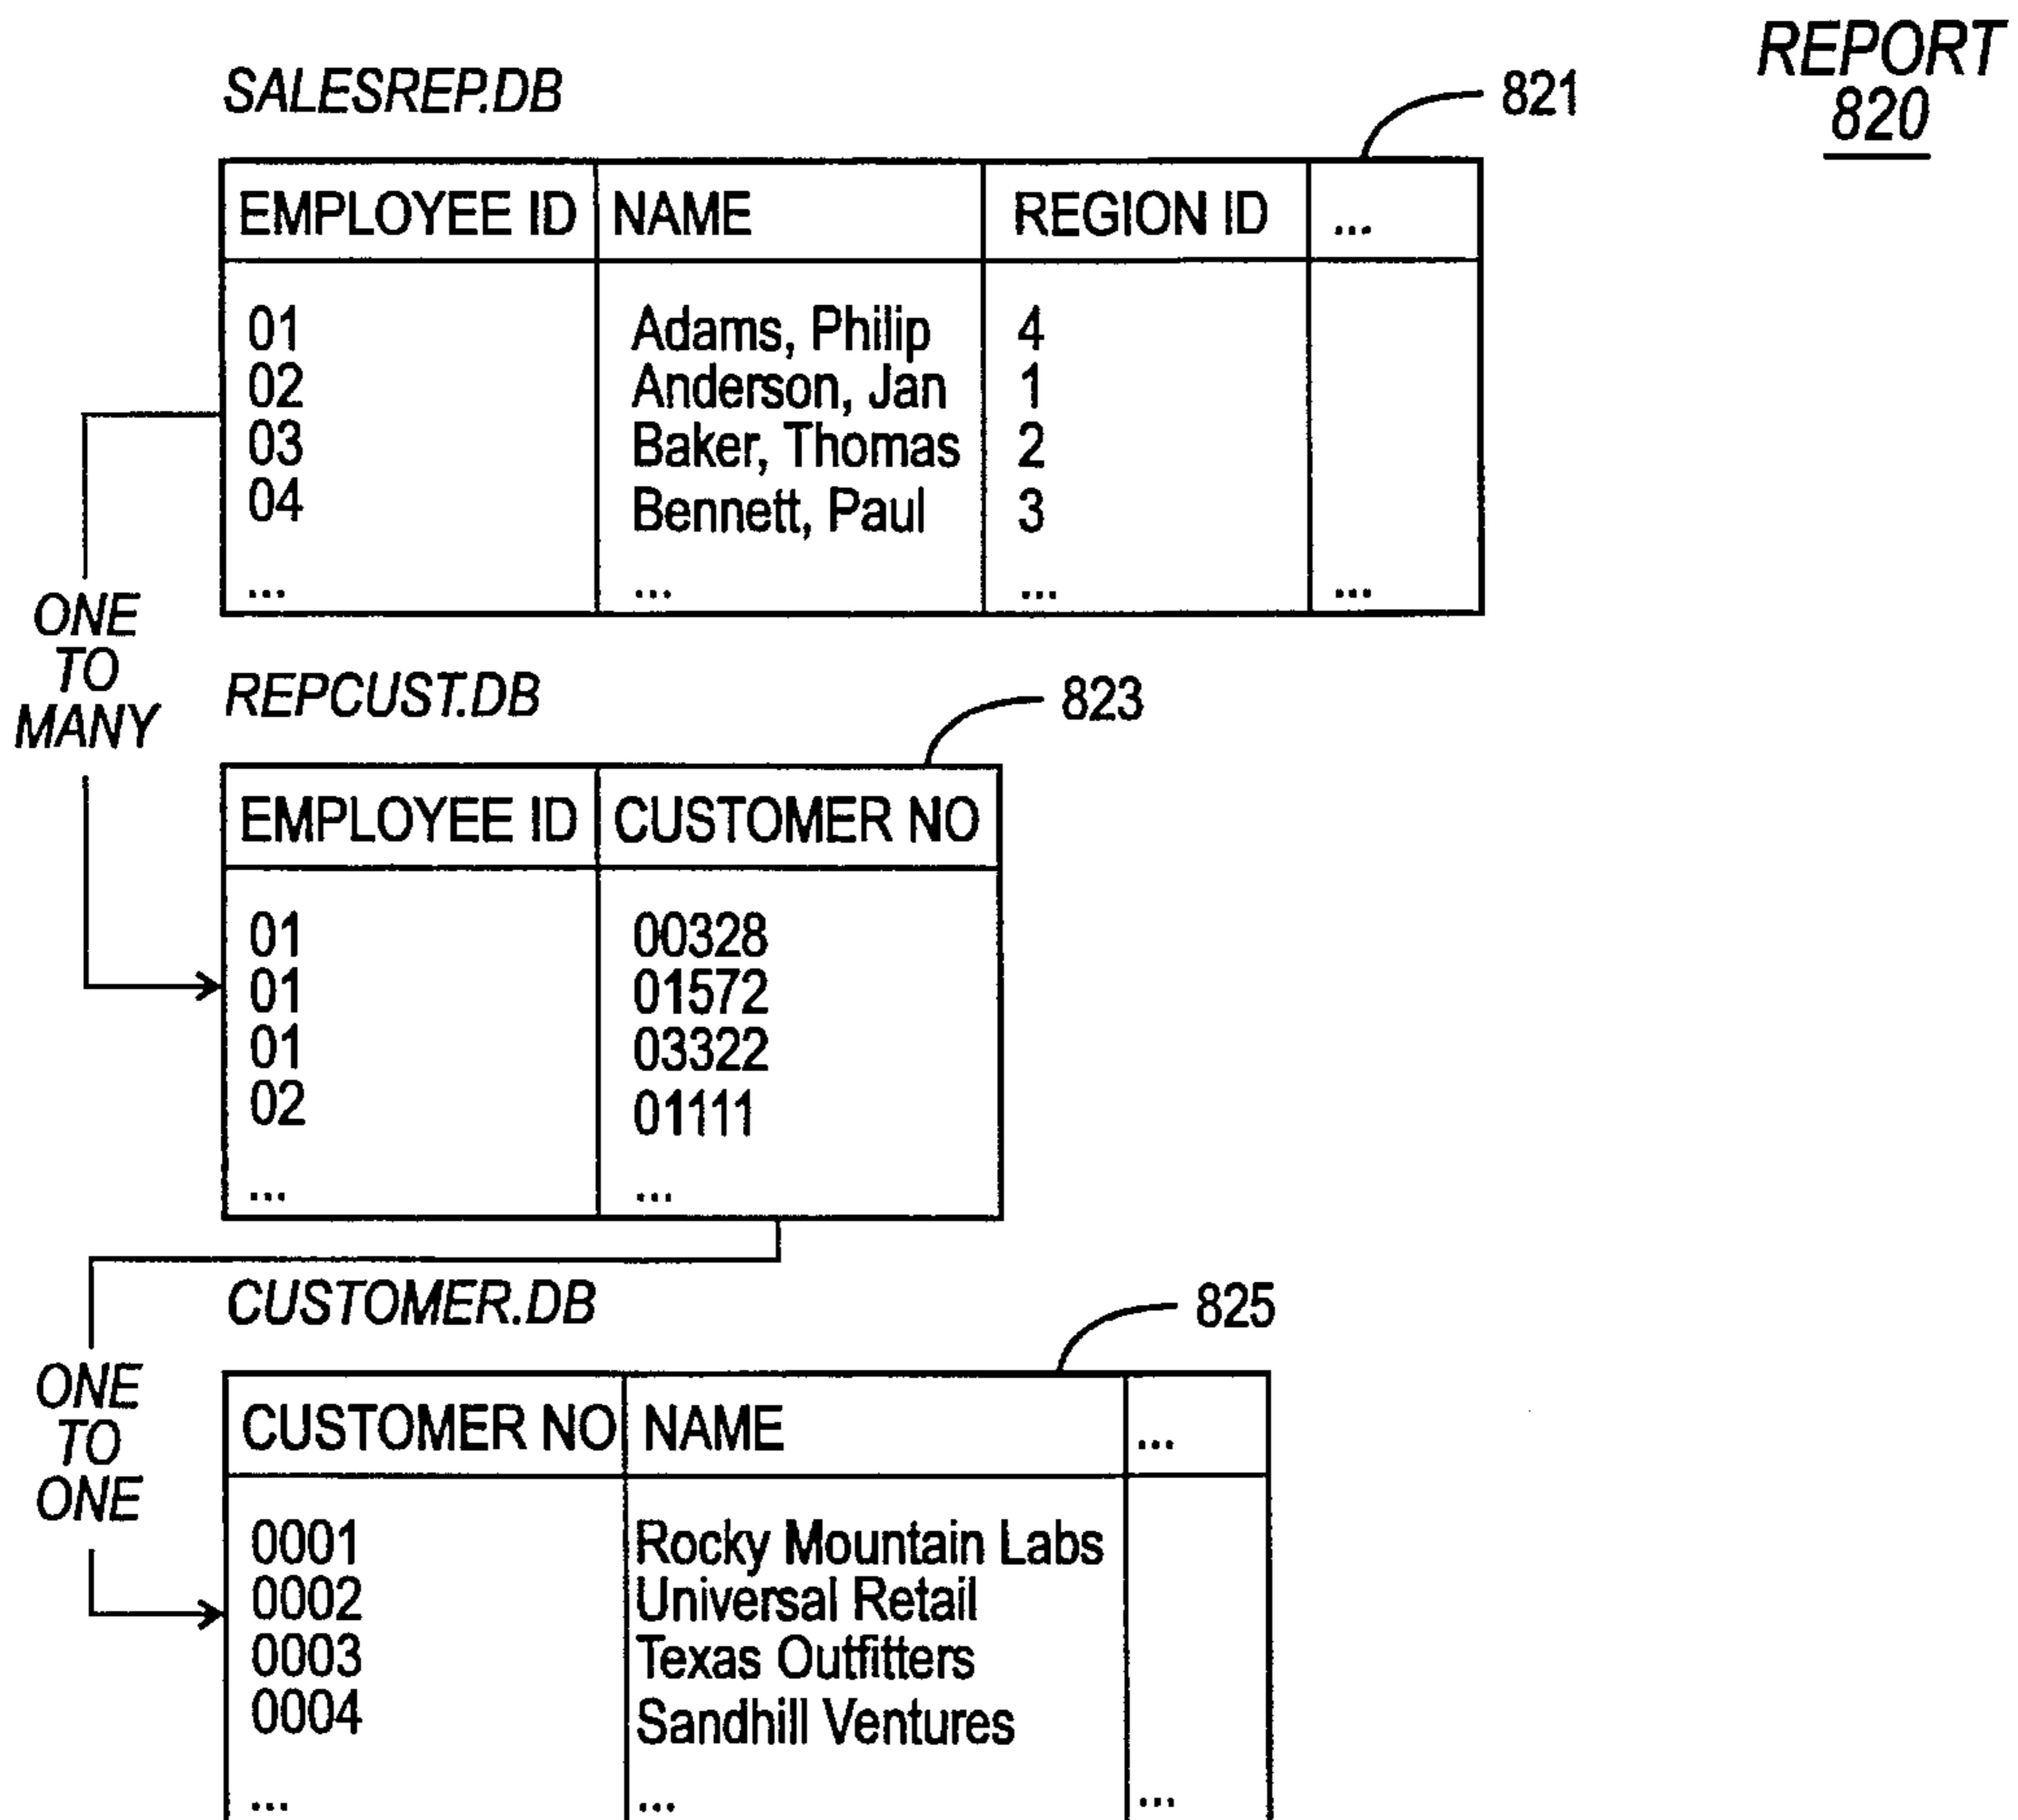 REPORT
820
SALESREP.DB
821
EMPLOYEE ID NAME REGION ID ...
01 Adams, Philip 4
02 Anderson, Jan 1
03 Baker, Thomas 2
04 Bennett, Paul 3
... ... ... ...
ONE
TO
MANY
REPCUST.DB
823
EMPLOYEE ID CUSTOMER NO
01 00328
01 01572
01 03322
02 01111
... ...
CUSTOMER.DB
825
ONE
TO
ONE
CUSTOMER NO NAME ...
0001 Rocky Mountain Labs
0002 Universal Retail
0003 Texas Outfitters
0004 Sandhill Ventures
... ... ...